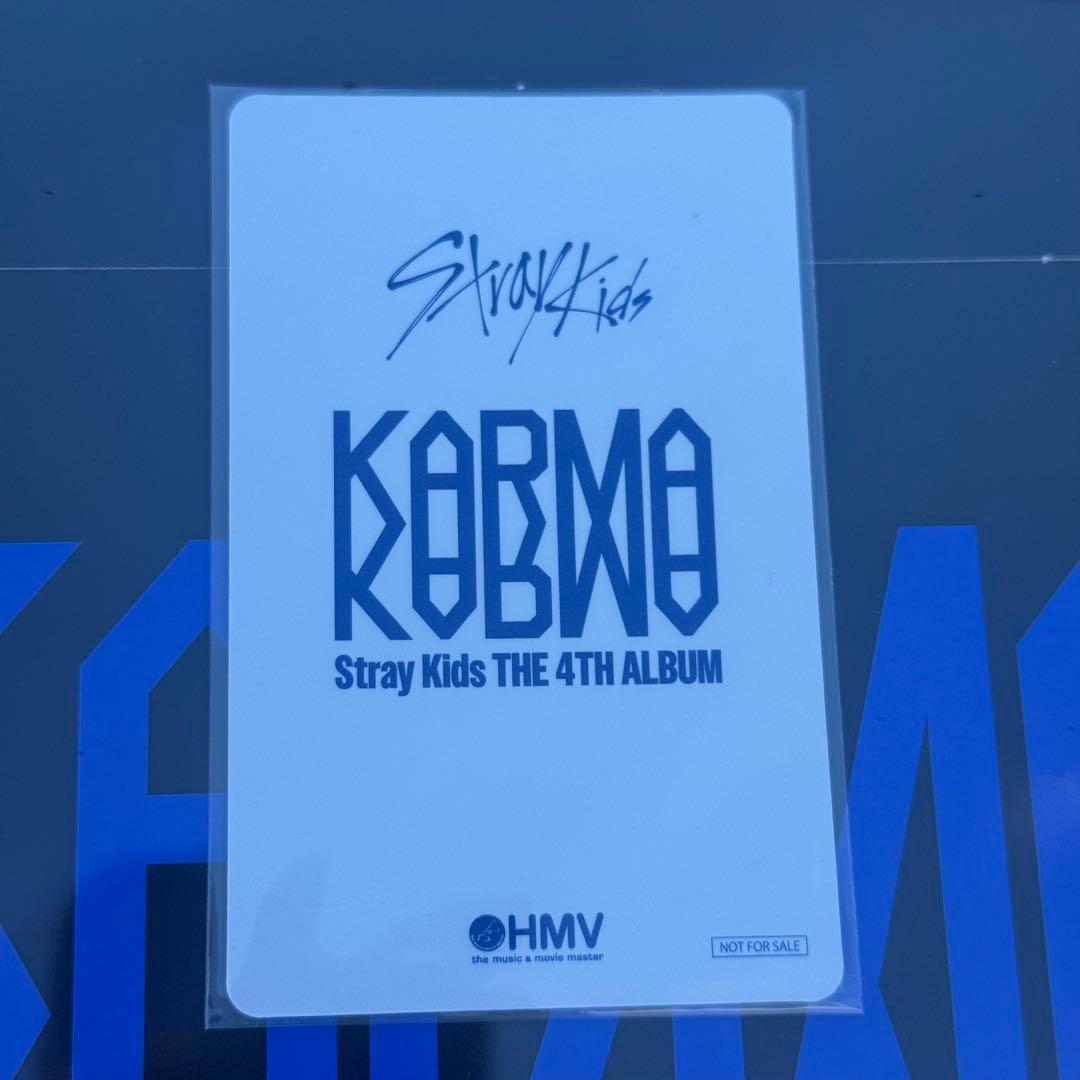 Stray Kids
KARMA
Stray Kids THE 4TH ALBUM
HMV
the music & movie master
NOT FOR SALE